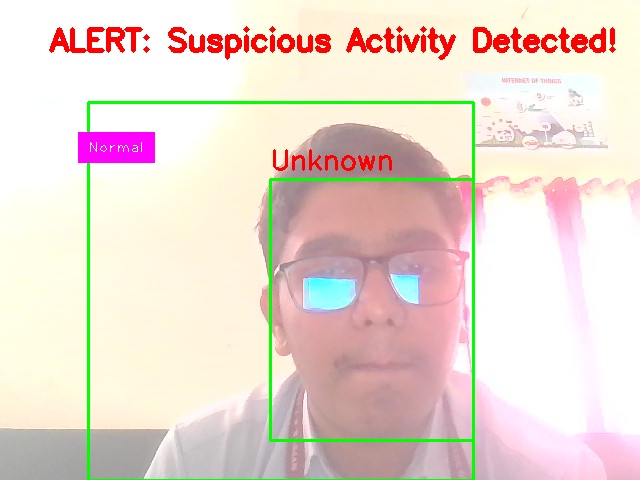 ALERT: Suspicious Activity Detected!
INTERNET OF THINGS
Normal
Unknown